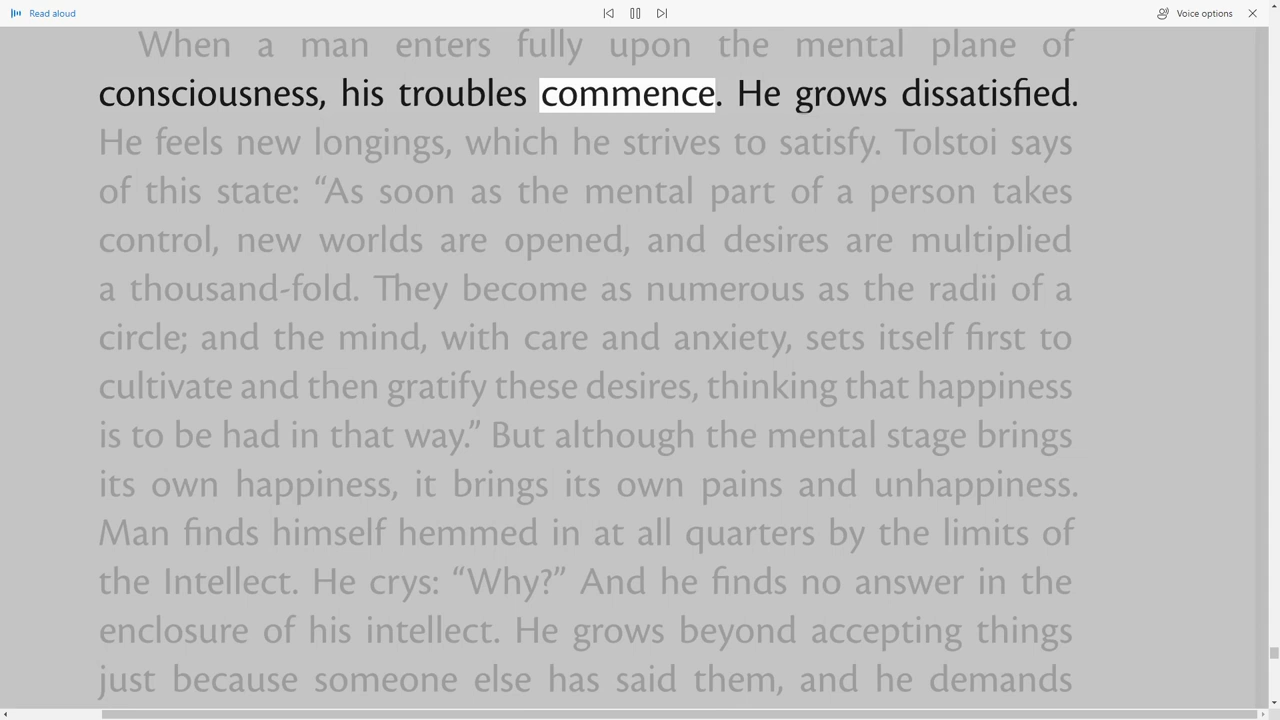 Read aloud
Voice options
When a man enters fully upon the mental plane of
consciousness, his troubles commence. He grows dissatisfied.
He feels new longings, which he strives to satisfy. Tolstoi says
of this state: “As soon as the mental part of a person takes
control, new worlds are opened, and desires are multiplied
a thousand-fold. They become as numerous as the radii of a
circle; and the mind, with care and anxiety, sets itself first to
cultivate and then gratify these desires, thinking that happiness
is to be had in that way.” But although the mental stage brings
its own happiness, it brings its own pains and unhappiness.
Man finds himself hemmed in at all quarters by the limits of
the Intellect. He crys: “Why?” And he finds no answer in the
enclosure of his intellect. He grows beyond accepting things
just because someone else has said them, and he demands